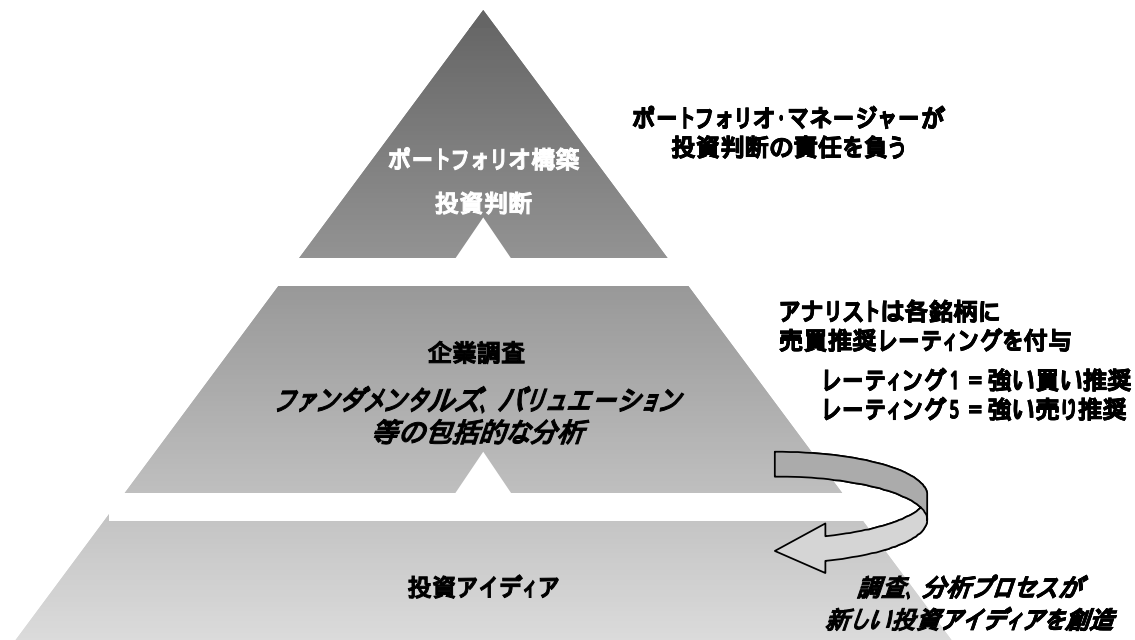 ポートフォリオ・マネージャーが
投資判断の責任を負う
ポートフォリオ構築
投資判断
アナリストは各銘柄に
売買推奨レーティングを付与
レーティング1=強い買い推奨
レーティング5=強い売り推奨
企業調査
ファンダメンタルズ、バリュエーション
等の包括的な分析
投資アイディア
調査、分析プロセスが
新しい投資アイディアを創造